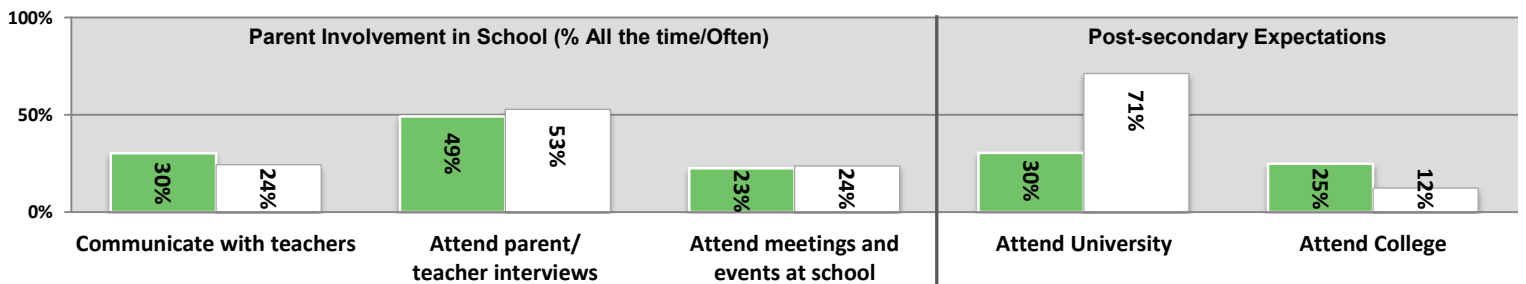 100%
Parent Involvement in School (% All the time/Often)
Post-secondary Expectations
50%
0%
30%
24%
49%
53%
23%
24%
30%
71%
25%
12%
Communicate with teachers
Attend parent/
teacher interviews
Attend meetings and
events at school
Attend University
Attend College